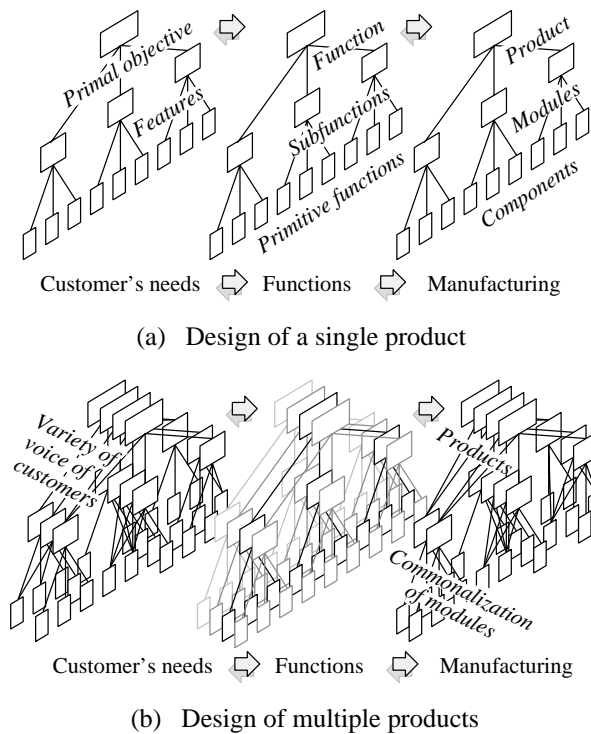 Primal objective
Features
Function
Subfunctions
Primitive functions
Product
Modules
Components
Customer's needs Functions Manufacturing
(a) Design of a single product
Variety of
voice of
customers
Products
Commonalization
of modules
Customer's needs Functions Manufacturing
(b) Design of multiple products